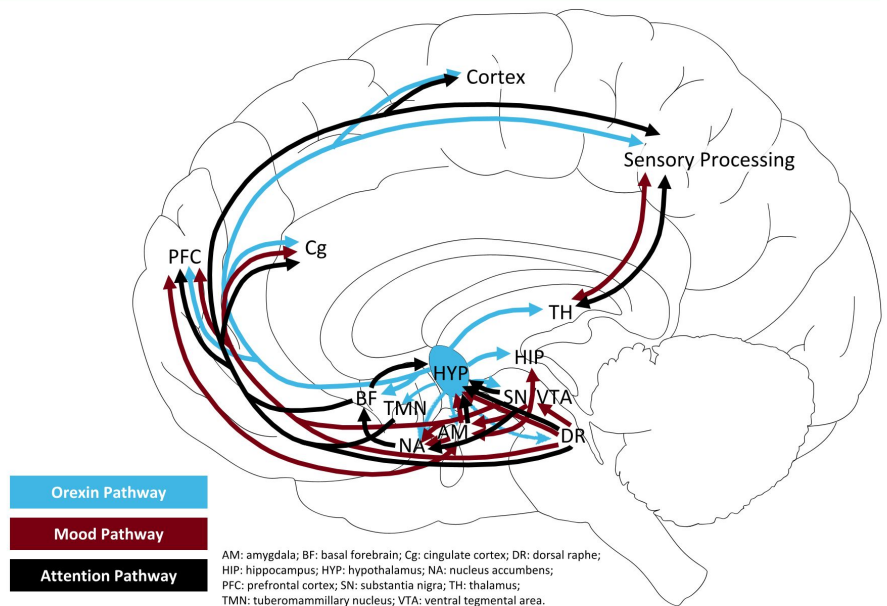 Cortex
Sensory Processing
PFC
Cg
TH
HIP
HYP
BF
TMN
SN
VTA
AM
NA
DR
Orexin Pathway
Mood Pathway
Attention Pathway
AM: amygdala; BF: basal forebrain; Cg: cingulate cortex; DR: dorsal raphe;
HIP: hippocampus; HYP: hypothalamus; NA: nucleus accumbens;
PFC: prefrontal cortex; SN: substantia nigra; TH: thalamus;
TMN: tuberomammillary nucleus; VTA: ventral tegmental area.